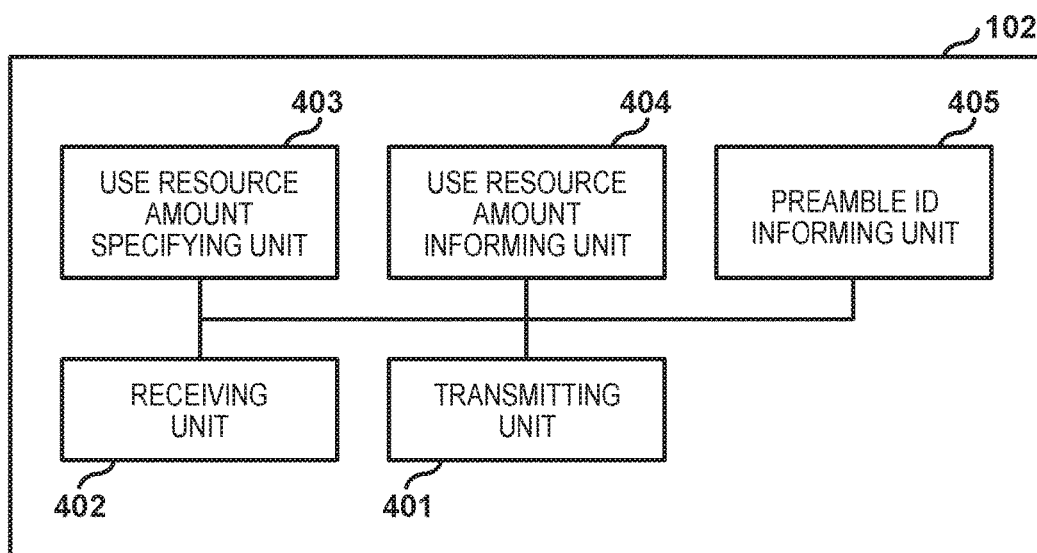 102
403
404
405
USE RESOURCE
AMOUNT
SPECIFYING UNIT
USE RESOURCE
AMOUNT
INFORMING UNIT
PREAMBLE ID
INFORMING UNIT
RECEIVING
UNIT
TRANSMITTING
UNIT
402
401